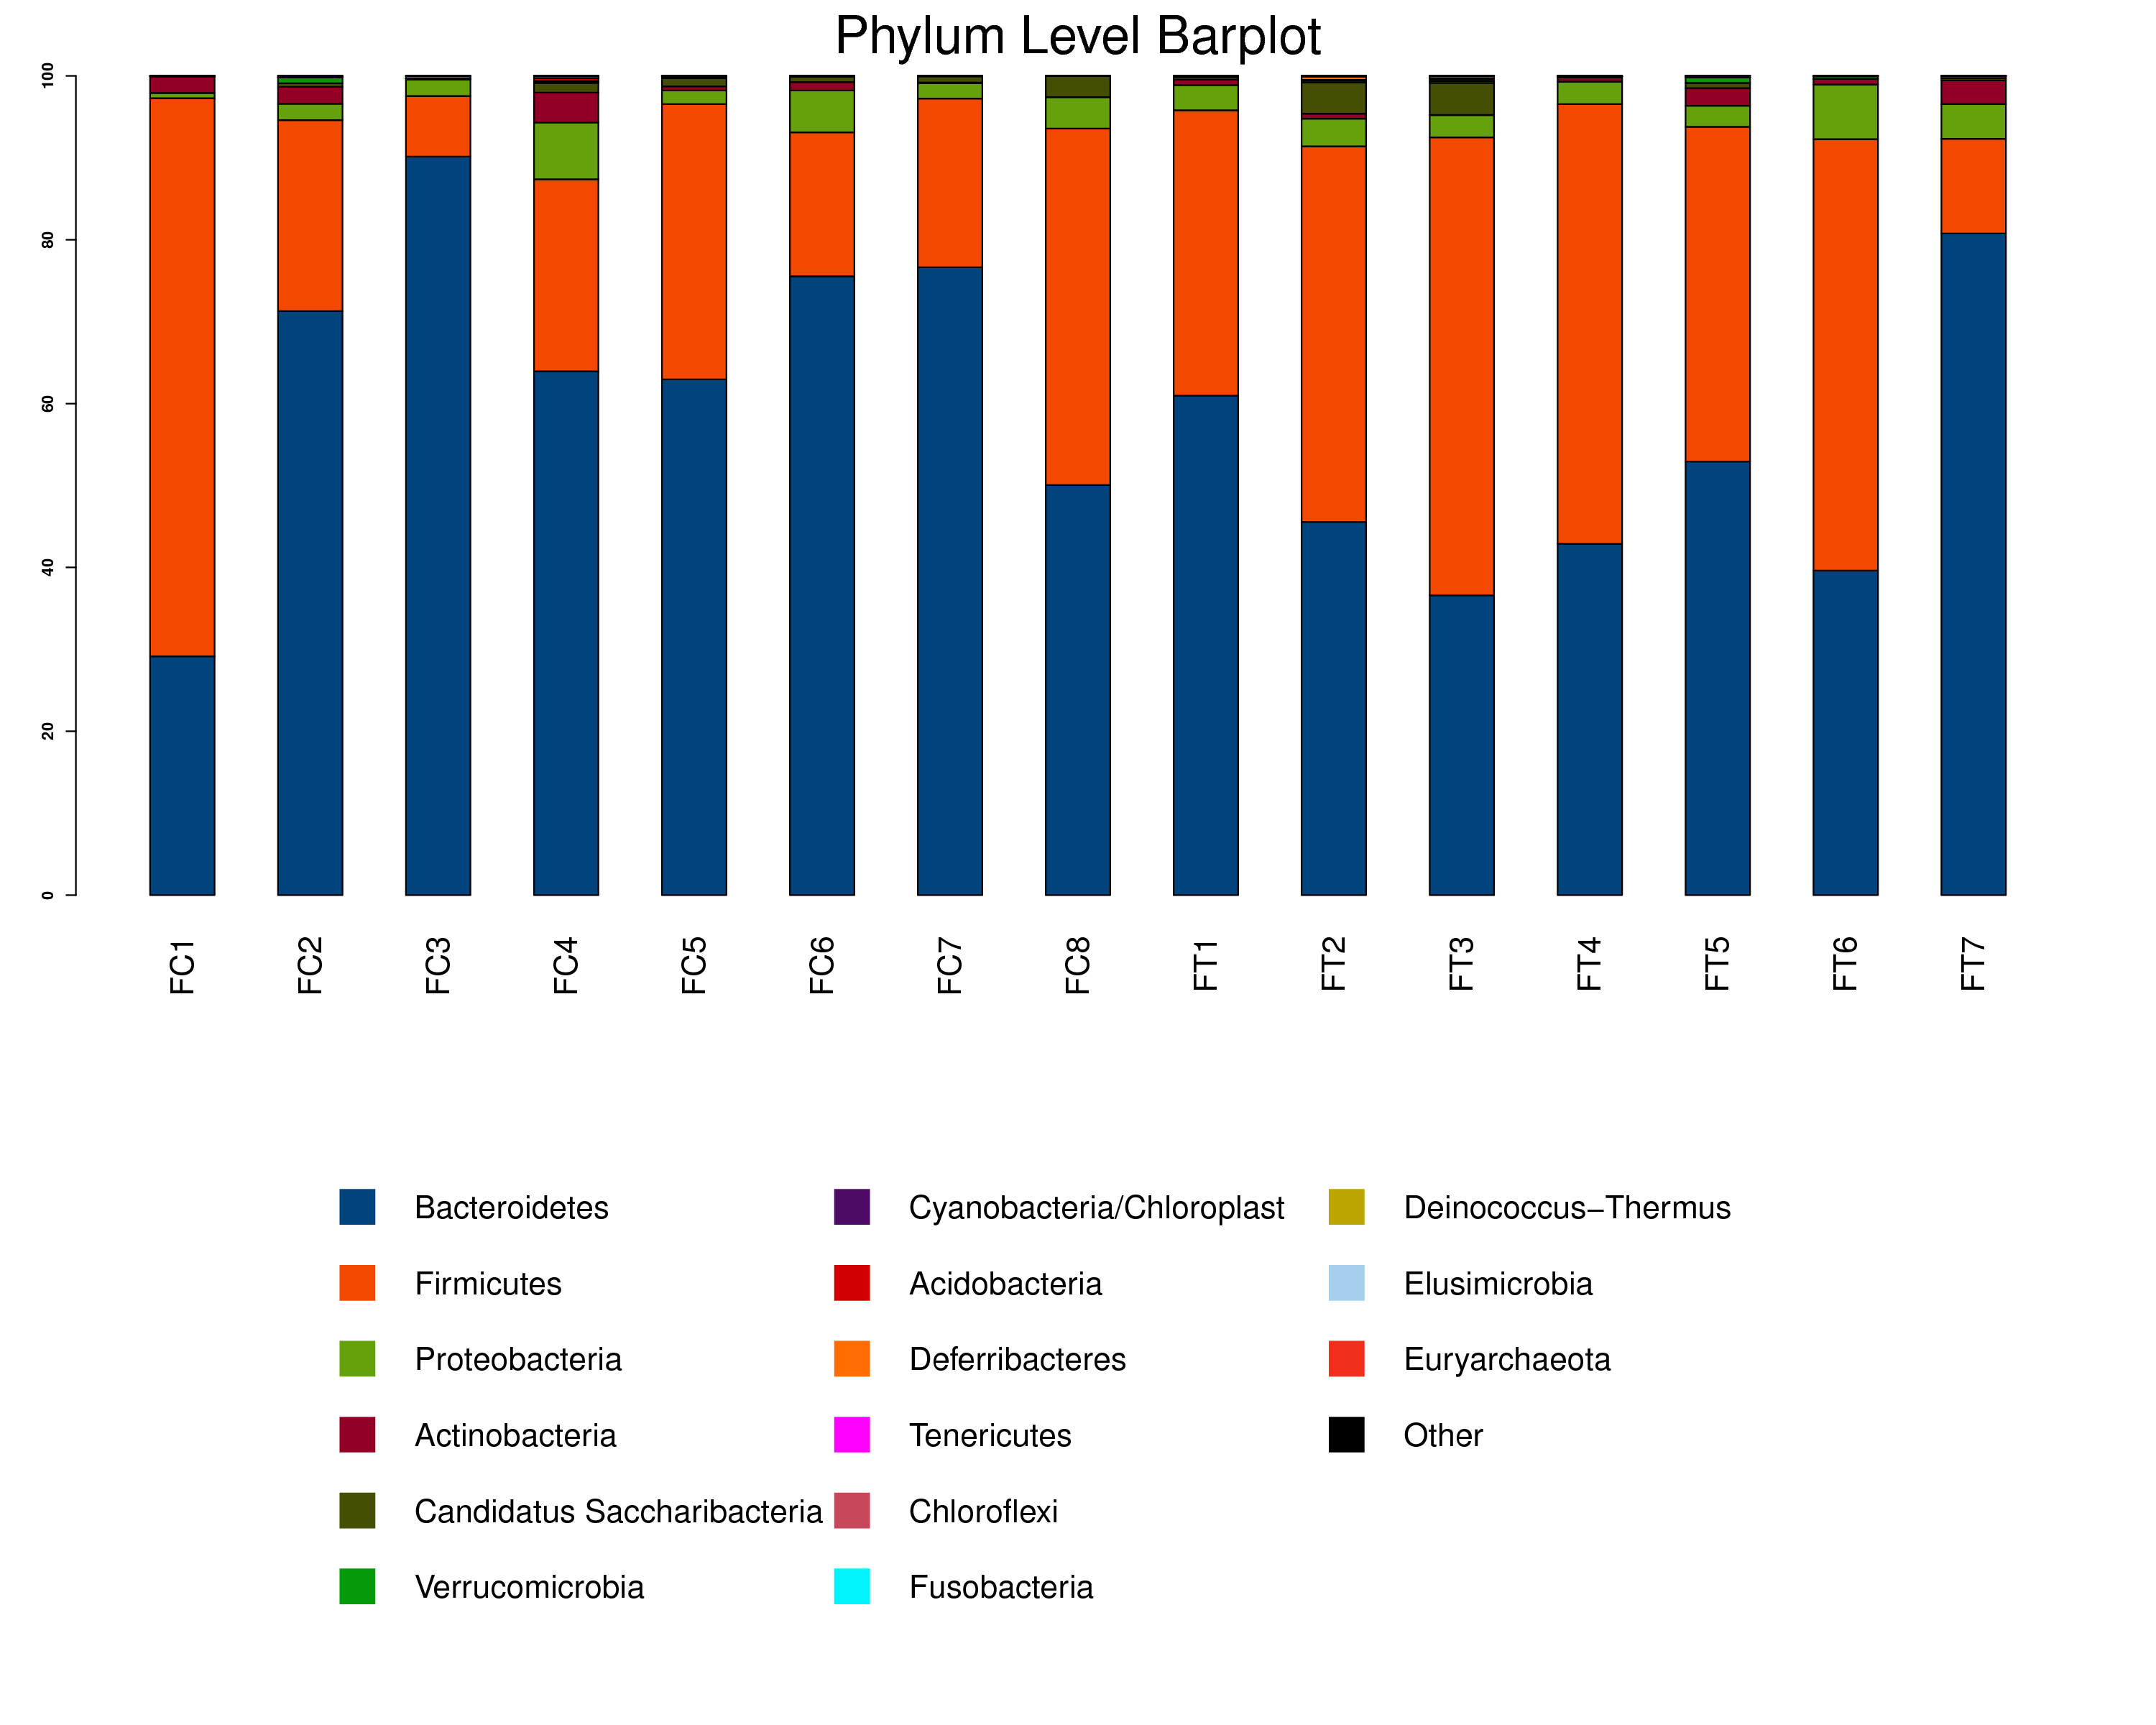 Phylum Level Barplot
100
80
60
40
20
0
FC1
FC2
FC3
FC4
FC5
FC6
FC7
FC8
FT1
FT2
FT3
FT4
FT5
FT6
FT7
Bacteroidetes
Firmicutes
Proteobacteria
Actinobacteria
Candidatus Saccharibacteria
Verrucomicrobia
Cyanobacteria/Chloroplast
Acidobacteria
Deferribacteres
Tenericutes
Chloroflexi
Fusobacteria
Deinococcus−Thermus
Elusimicrobia
Euryarchaeota
Other